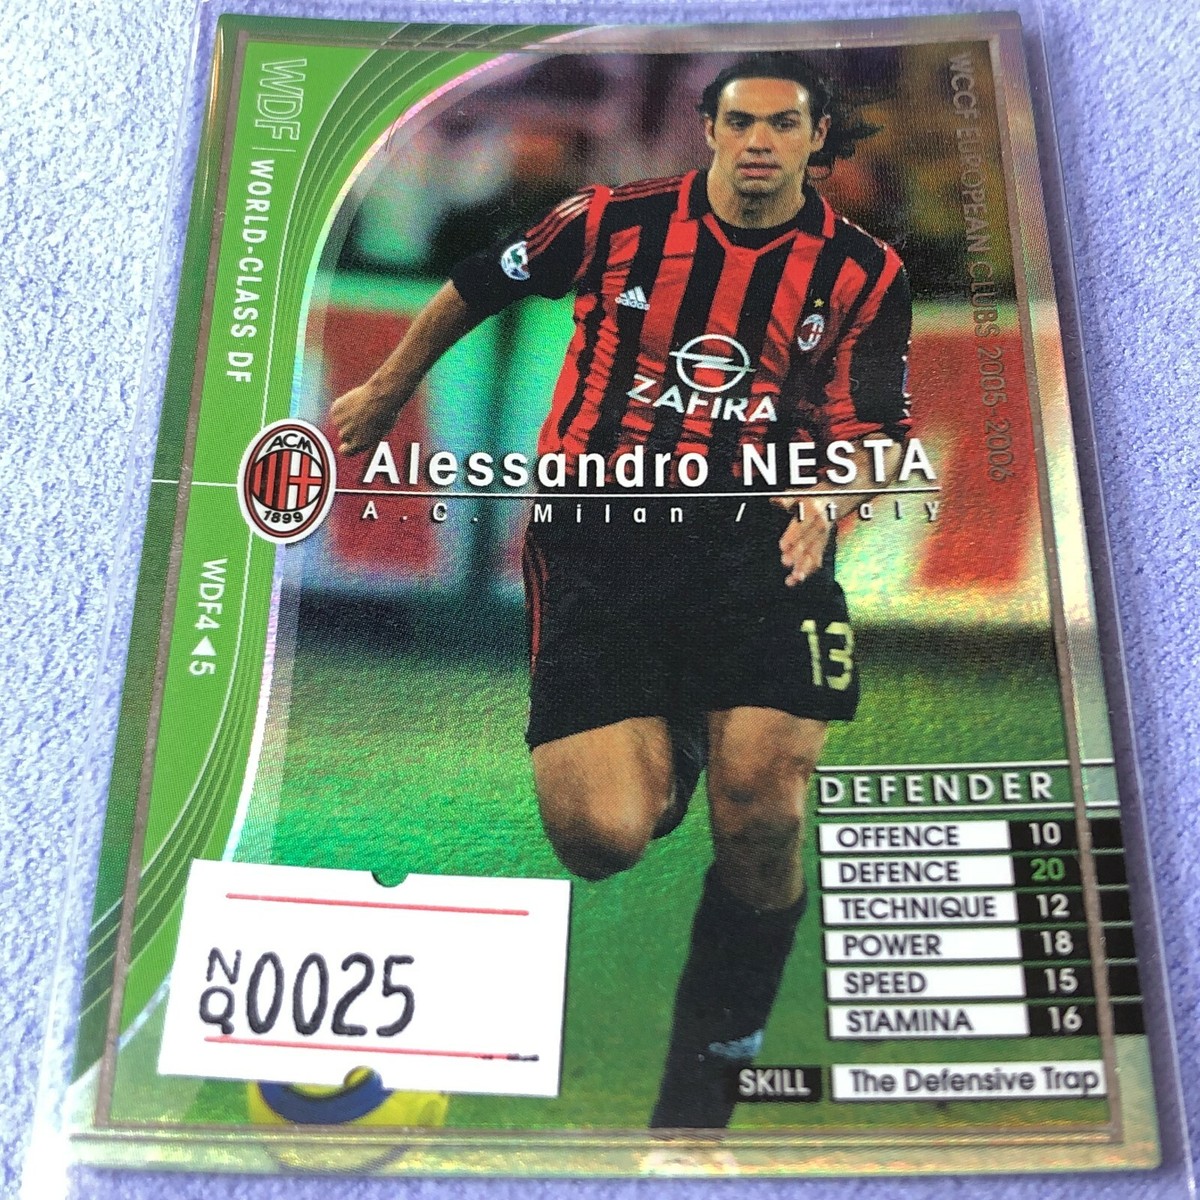 WDF | WORLD-CLASS DF
WCCF EUROPEAN CLUBS 2005-2006
adidas
ZAFIRA
ACM
1899
Alessandro NESTA
A.C. Milan / Italy
WDF4◀5
13
DEFENDER
OFFENCE 10
DEFENCE 20
TECHNIQUE 12
POWER 18
SPEED 15
STAMINA 16
SKILL The Defensive Trap
NQ0025